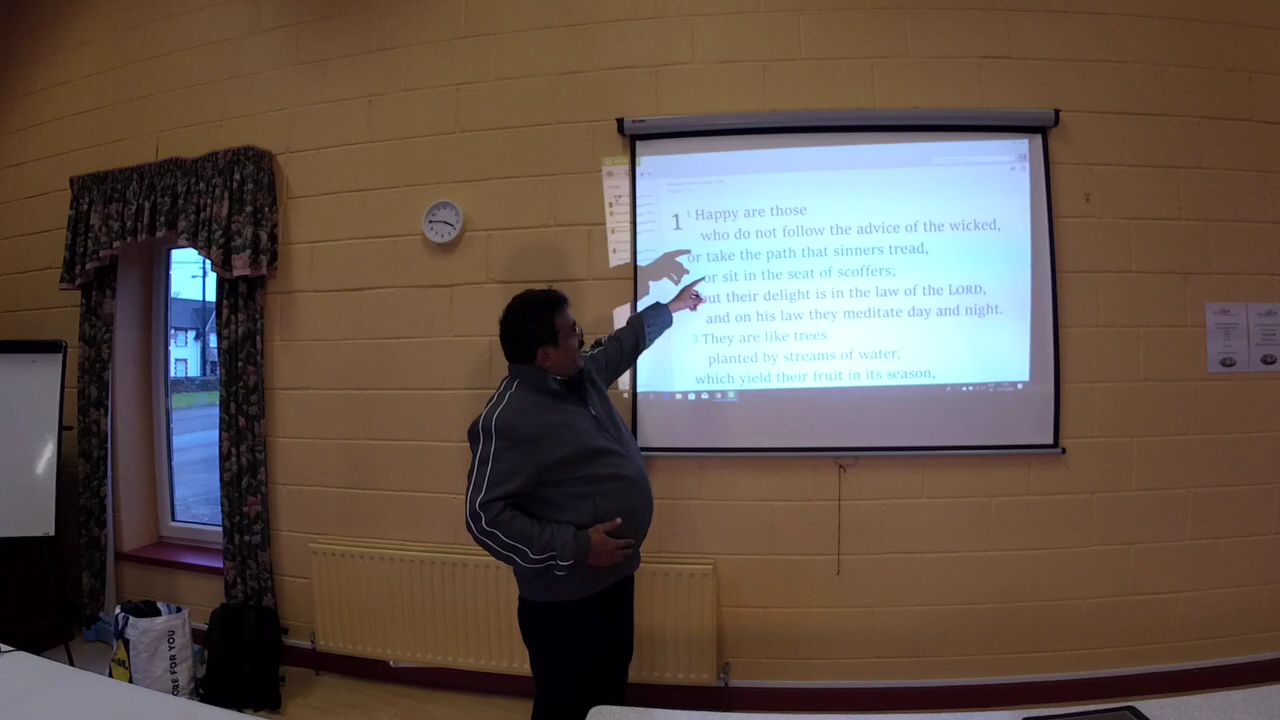 1 1 Happy are those
who do not follow the advice of the wicked,
or take the path that sinners tread,
or sit in the seat of scoffers;
but their delight is in the law of the LORD,
and on his law they meditate day and night.
3 They are like trees
planted by streams of water,
which yield their fruit in its season,
RE FOR YOU